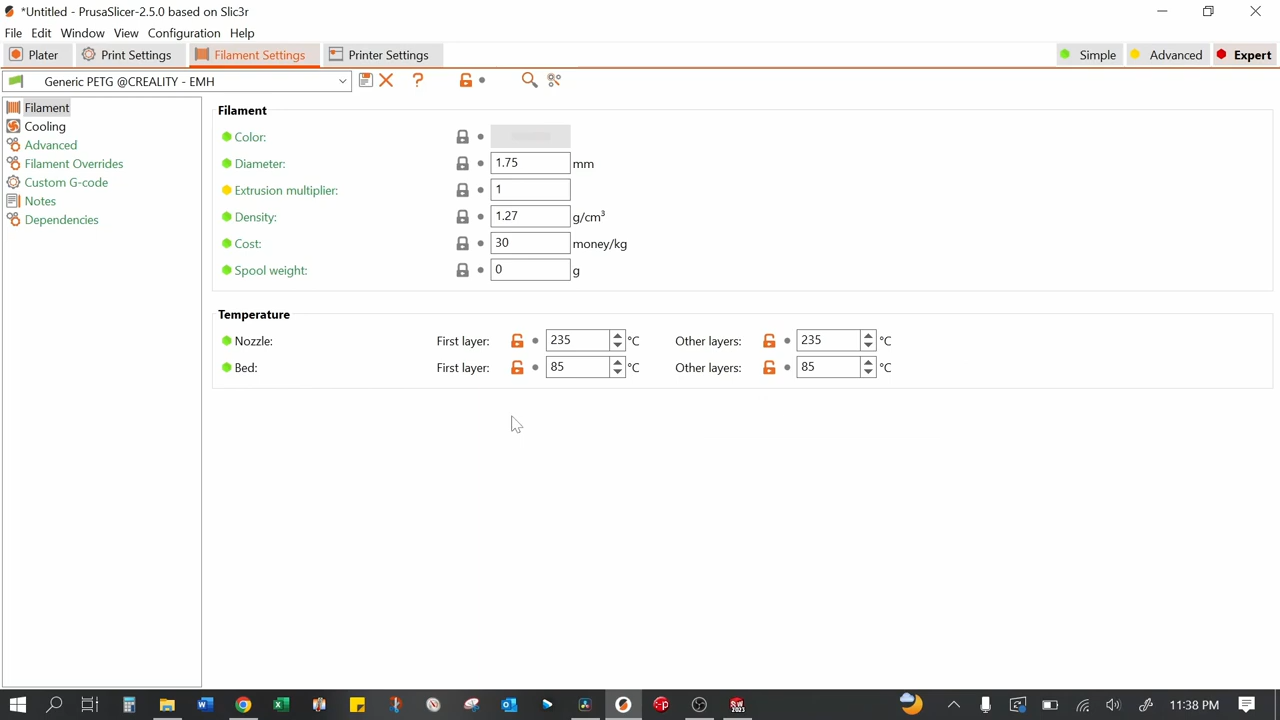 *Untitled - PrusaSlicer-2.5.0 based on Slic3r
File Edit Window View Configuration Help
Plater Print Settings Filament Settings Printer Settings Simple Advanced Expert
Generic PETG @CREALITY - EMH
Filament
Cooling
Advanced
Filament Overrides
Custom G-code
Notes
Dependencies
Filament
Color:
Diameter: 1.75 mm
Extrusion multiplier: 1
Density: 1.27 g/cm³
Cost: 30 money/kg
Spool weight: 0 g
Temperature
Nozzle: First layer: 235 °C Other layers: 235 °C
Bed: First layer: 85 °C Other layers: 85 °C
11:38 PM